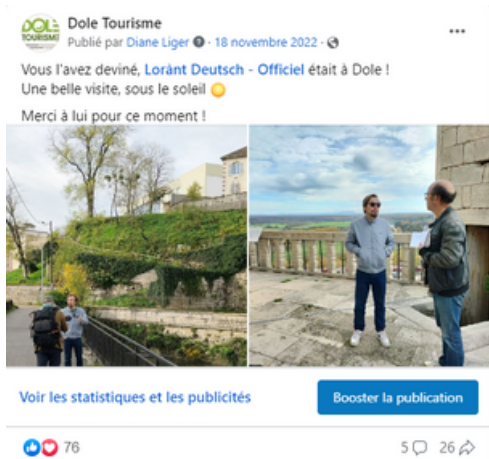 DOLE
TOURISME
Dole Tourisme
Publié par Diane Liger · 18 novembre 2022 ·
Vous l'avez deviné, Lorànt Deutsch - Officiel était à Dole !
Une belle visite, sous le soleil
Merci à lui pour ce moment !
Voir les statistiques et les publicités
Booster la publication
76
5
26